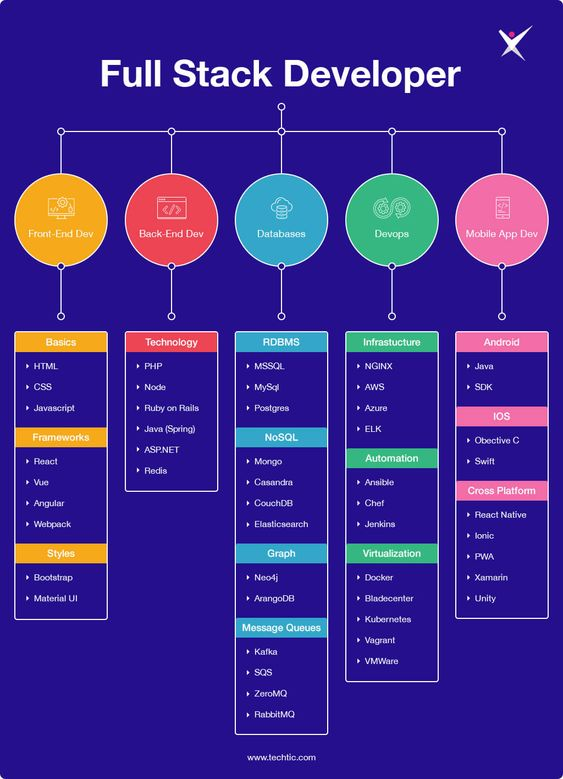 Full Stack Developer
Front-End Dev
Back-End Dev
Databases
Devops
Mobile App Dev
Basics
HTML
CSS
Javascript
Frameworks
React
Vue
Angular
Webpack
Styles
Bootstrap
Material UI
Technology
PHP
Node
Ruby on Rails
Java (Spring)
ASP.NET
Redis
RDBMS
MSSQL
MySql
Postgres
NoSQL
Mongo
Casandra
CouchDB
Elasticsearch
Graph
Neo4j
ArangoDB
Message Queues
Kafka
SQS
ZeroMQ
RabbitMQ
Infrastucture
NGINX
AWS
Azure
ELK
Automation
Ansible
Chef
Jenkins
Virtualization
Docker
Bladecenter
Kubernetes
Vagrant
VMWare
Android
Java
SDK
IOS
Obective C
Swift
Cross Platform
React Native
Ionic
PWA
Xamarin
Unity
www.techtic.com